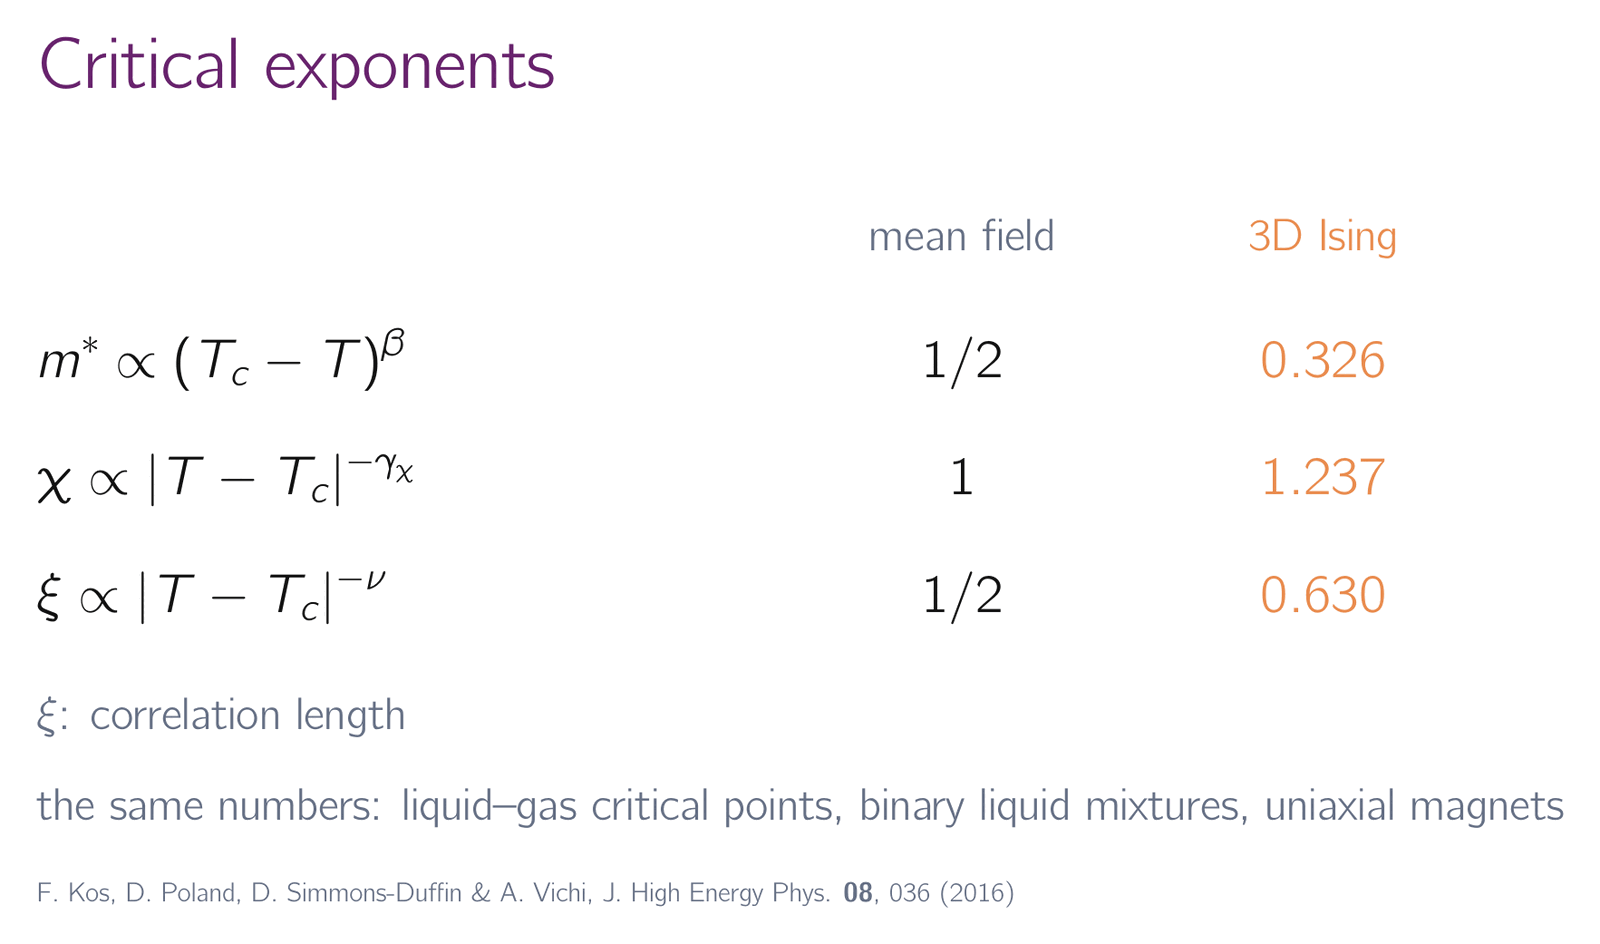 Critical exponents
mean field 3D Ising
m* ∝ (T_c − T)^β 1/2 0.326
χ ∝ |T − T_c|^{−γ_χ} 1 1.237
ξ ∝ |T − T_c|^{−ν} 1/2 0.630
ξ: correlation length
the same numbers: liquid–gas critical points, binary liquid mixtures, uniaxial magnets
F. Kos, D. Poland, D. Simmons-Duffin & A. Vichi, J. High Energy Phys. 08, 036 (2016)